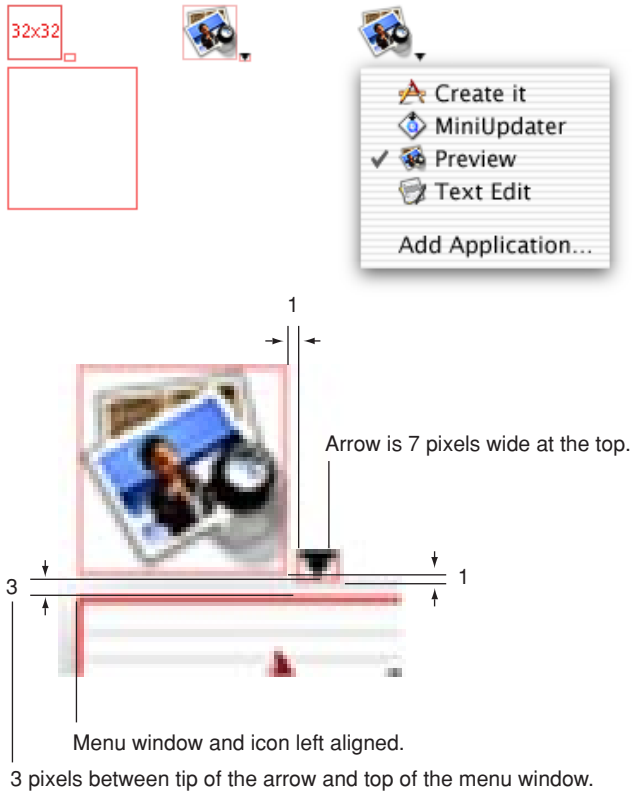 32x32
Create it
MiniUpdater
✓ Preview
Text Edit
Add Application...
1
Arrow is 7 pixels wide at the top.
3
1
Menu window and icon left aligned.
3 pixels between tip of the arrow and top of the menu window.